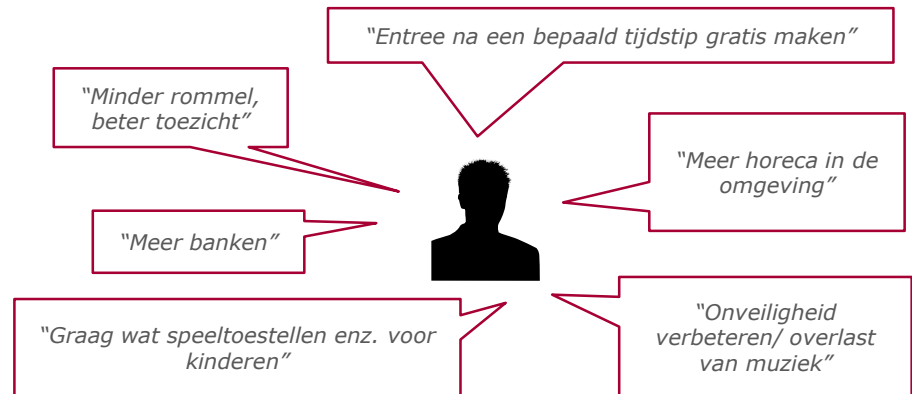 “Entree na een bepaald tijdstip gratis maken”
“Minder rommel,
beter toezicht”
“Meer horeca in de
omgeving”
“Meer banken”
“Graag wat speeltoestellen enz. voor
kinderen”
“Onveiligheid
verbeteren/ overlast
van muziek”